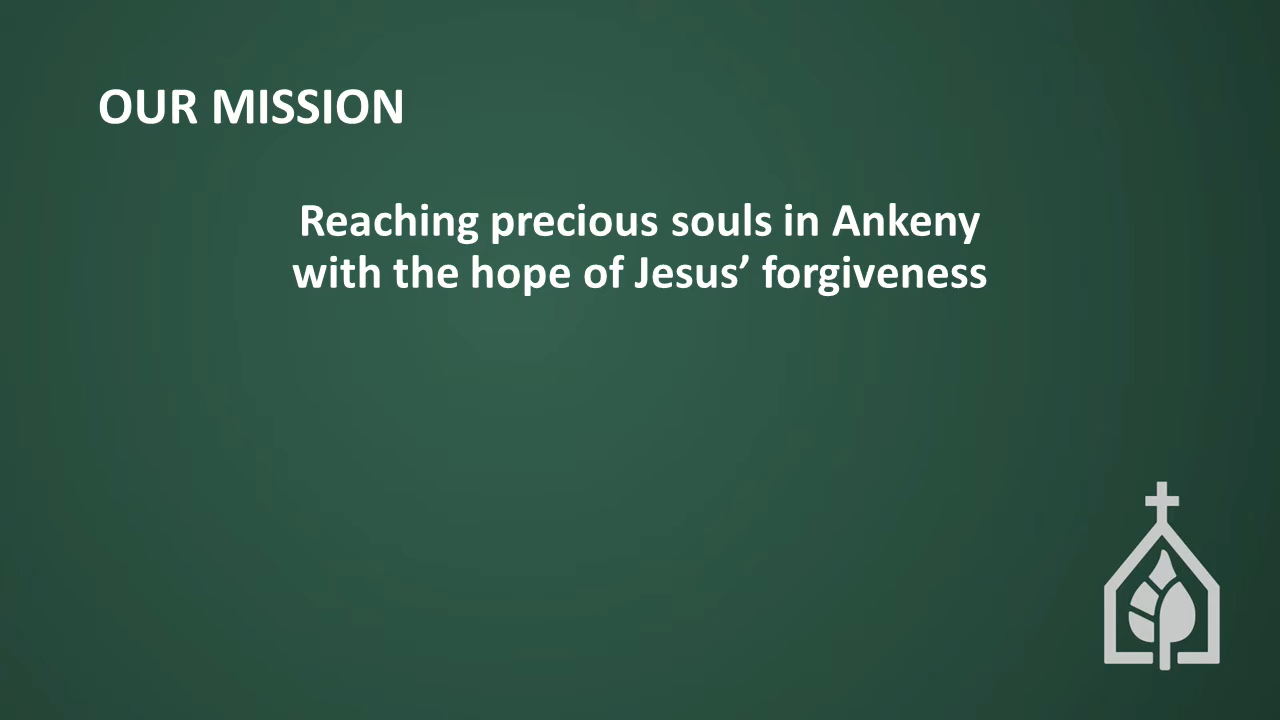 OUR MISSION
Reaching precious souls in Ankeny
with the hope of Jesus’ forgiveness